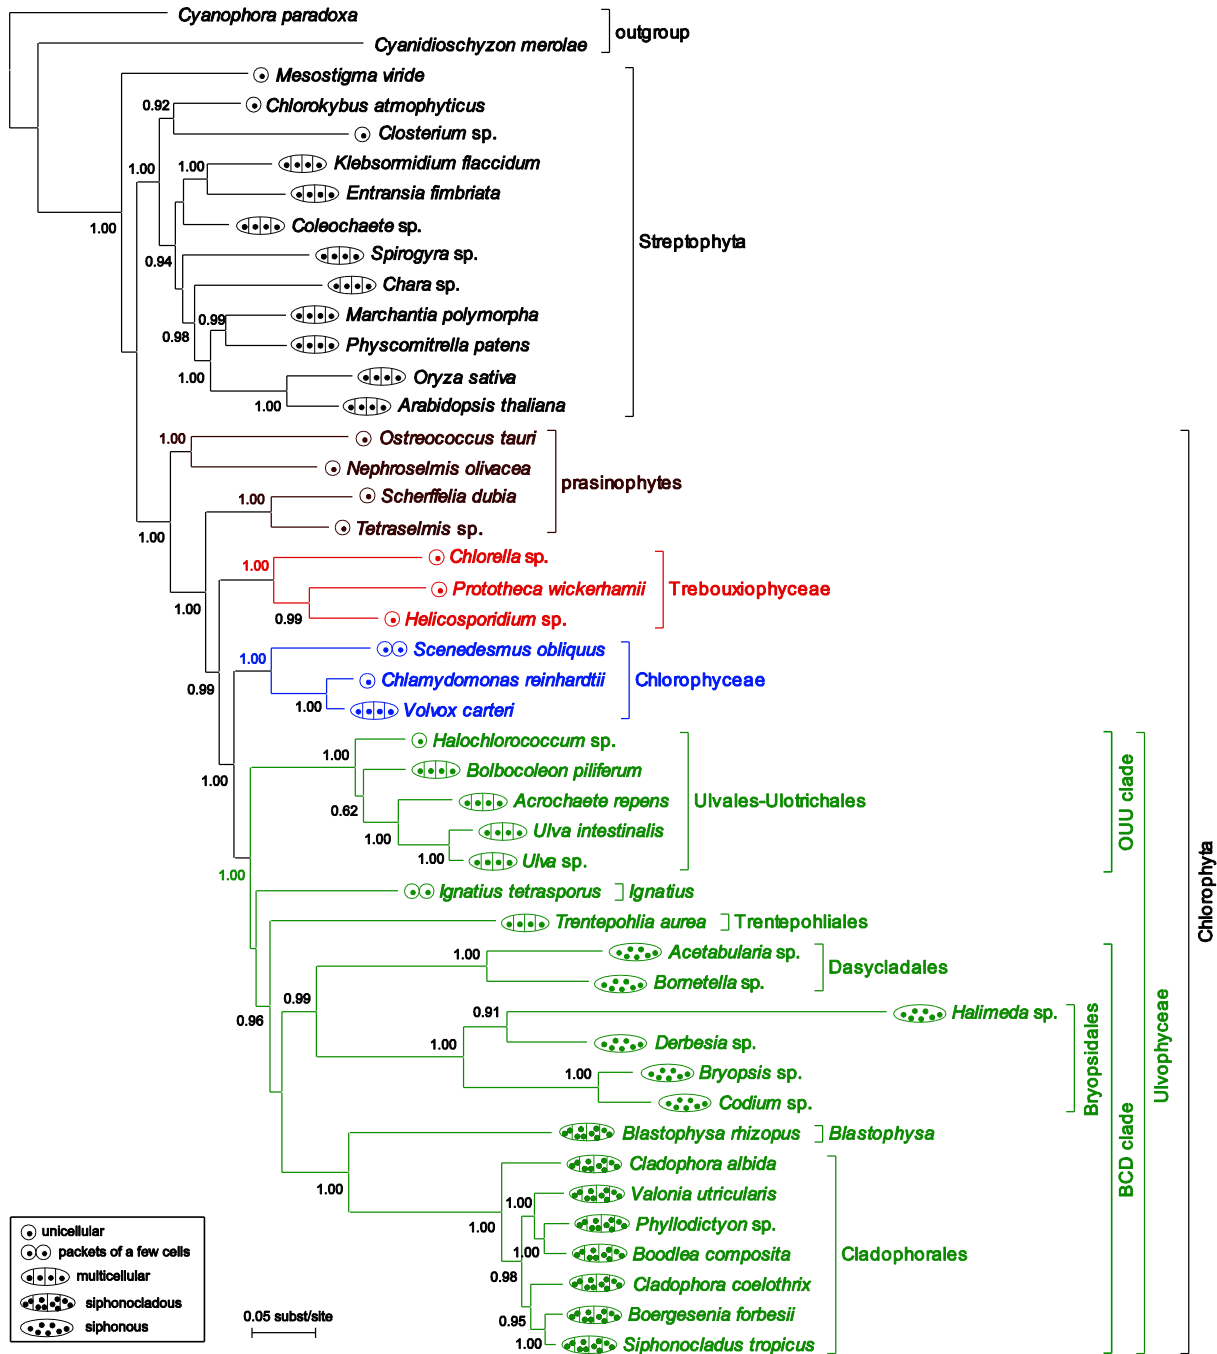 Cyanophora paradoxa
outgroup
Cyanidioschyzon merolae
Mesostigma viride
0.92
Chlorokybus atmophyticus
Closterium sp.
1.00
1.00
Klebsormidium flaccidum
Entransia fimbriata
1.00
Coleochaete sp.
Streptophyta
0.94
Spirogyra sp.
Chara sp.
0.99
Marchantia polymorpha
0.98
Physcomitrella patens
1.00
Oryza sativa
1.00
Arabidopsis thaliana
1.00
Ostreococcus tauri
Nephroselmis olivacea
prasinophytes
1.00
Scherffelia dubia
1.00
Tetraselmis sp.
1.00
Chlorella sp.
Prototheca wickerhamii
Trebouxiophyceae
1.00
0.99
Helicosporidium sp.
1.00
Scenedesmus obliquus
0.99
Chlamydomonas reinhardtii
Chlorophyceae
1.00
Volvox carteri
Halochlorococcum sp.
1.00
1.00
Bolbocoleon piliferum
0.62
Acrochaete repens
Ulvales-Ulotrichales
OUU clade
1.00
Ulva intestinalis
1.00
Ulva sp.
1.00
Ignatius tetrasporus
Ignatius
Chlorophyta
Trentepohlia aurea
Trentepohliales
1.00
Acetabularia sp.
Dasycladales
0.99
Bornetella sp.
0.96
0.91
Halimeda sp.
1.00
Derbesia sp.
Bryopsidales
Ulvophyceae
1.00
Bryopsis sp.
Codium sp.
Blastophysa rhizopus
Blastophysa
BCD clade
1.00
Cladophora albida
1.00
1.00
Valonia utricularis
Phyllodictyon sp.
1.00
Boodlea composita
Cladophorales
0.98
Cladophora coelothrix
0.95
Boergesenia forbesii
1.00
Siphonocladus tropicus
unicellular
packets of a few cells
multicellular
siphonocladous
siphonous
0.05 subst/site